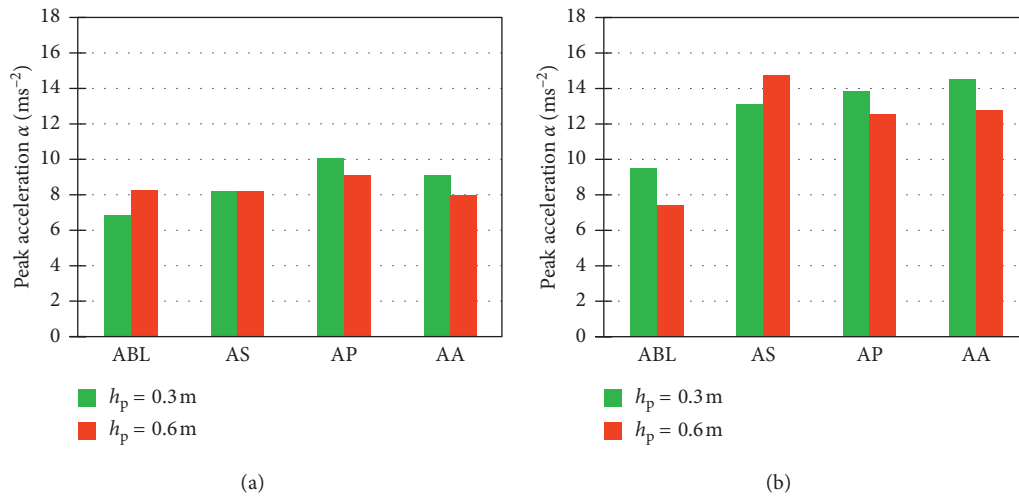 Peak acceleration α (ms⁻²)
18
16
14
12
10
8
6
4
2
0
ABL AS AP AA
hₚ = 0.3 m
hₚ = 0.6 m
(a)
Peak acceleration α (ms⁻²)
18
16
14
12
10
8
6
4
2
0
ABL AS AP AA
hₚ = 0.3 m
hₚ = 0.6 m
(b)